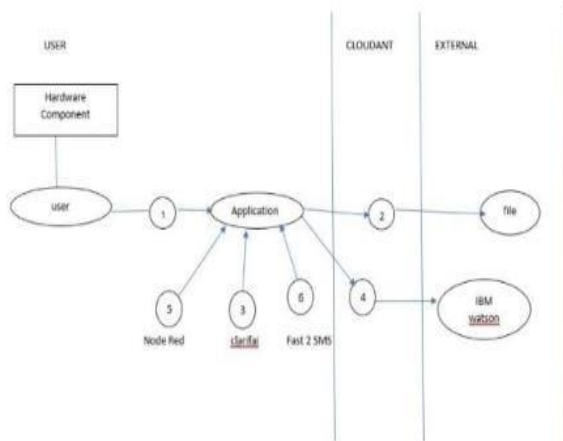 USER
CLOUDANT
EXTERNAL
Hardware
Component
user
1
Application
2
file
5
3
6
4
IBM
watson
Node Red
clarifai
Fast 2 SMS